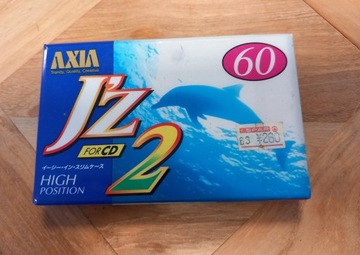 AXIA
Trendy, Quality, Creative
60
J'z
FOR CD
2
イージー・イン・スリムケース
HIGH
POSITION